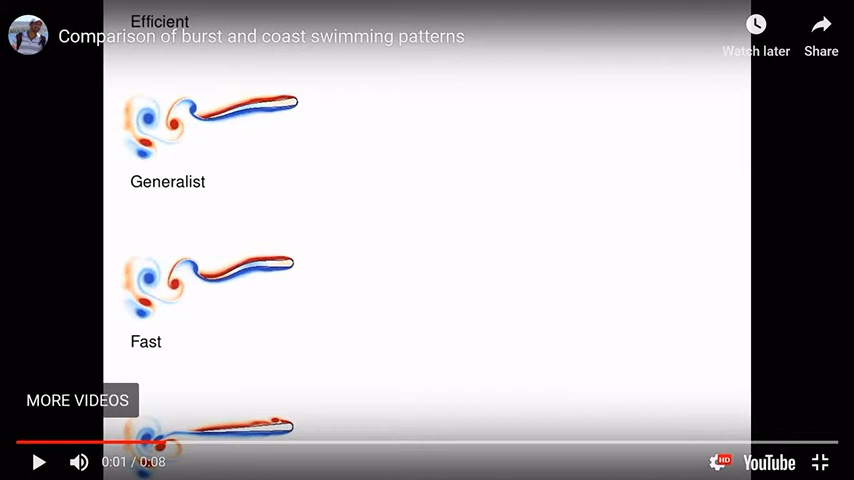 Efficient
Comparison of burst and coast swimming patterns
Watch later
Share
Generalist
Fast
MORE VIDEOS
0:01 / 0:08
HD
YouTube